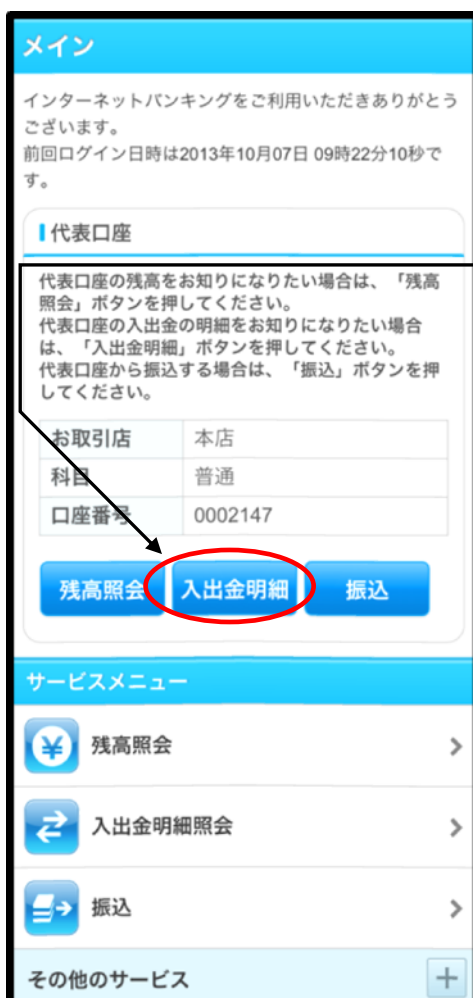 メイン
インターネットバンキングをご利用いただきありがとう
ございます。
前回ログイン日時は2013年10月07日 09時22分10秒で
す。
代表口座
代表口座の残高をお知りになりたい場合は、「残高
照会」ボタンを押してください。
代表口座の入出金の明細をお知りになりたい場合
は、「入出金明細」ボタンを押してください。
代表口座から振込する場合は、「振込」ボタンを押
してください。
お取引店 本店
科目 普通
口座番号 0002147
残高照会 入出金明細 振込
サービスメニュー
残高照会
入出金明細照会
振込
その他のサービス